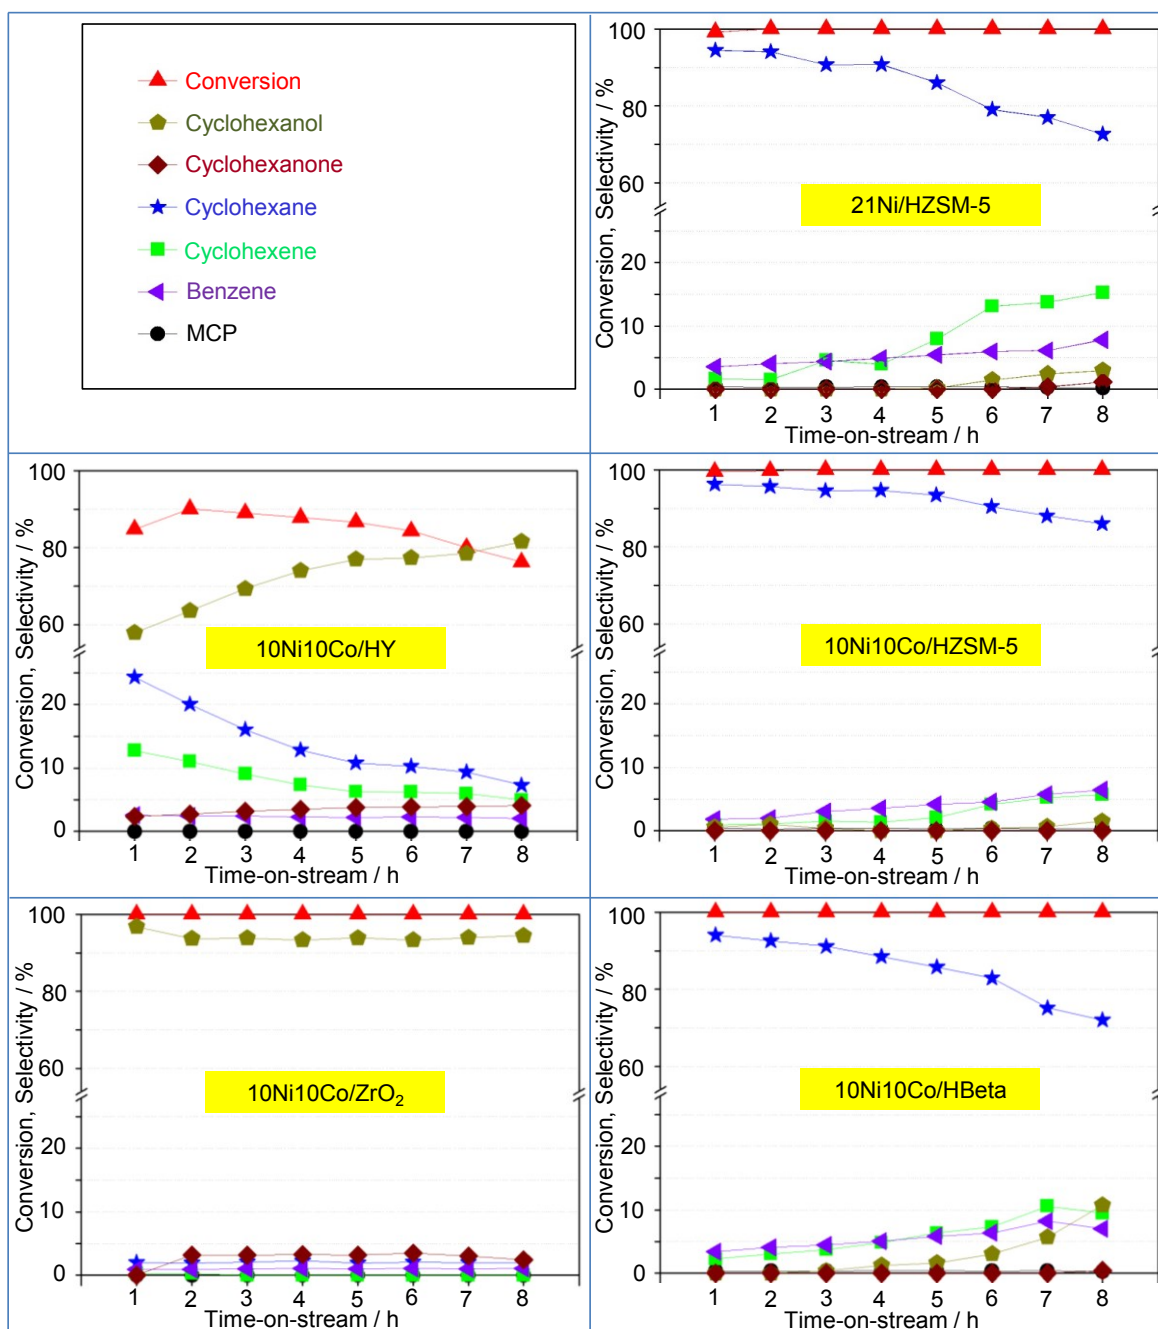 Conversion
Cyclohexanol
Cyclohexanone
Cyclohexane
Cyclohexene
Benzene
MCP
Conversion, Selectivity / %
100
80
60
20
10
0
21Ni/HZSM-5
1 2 3 4 5 6 7 8
Time-on-stream / h
Conversion, Selectivity / %
100
80
60
20
10
0
10Ni10Co/HY
1 2 3 4 5 6 7 8
Time-on-stream / h
Conversion, Selectivity / %
100
80
60
20
10
0
10Ni10Co/HZSM-5
1 2 3 4 5 6 7 8
Time-on-stream / h
Conversion, Selectivity / %
100
80
60
20
10
0
10Ni10Co/ZrO₂
1 2 3 4 5 6 7 8
Time-on-stream / h
Conversion, Selectivity / %
100
80
60
20
10
0
10Ni10Co/HBeta
1 2 3 4 5 6 7 8
Time-on-stream / h